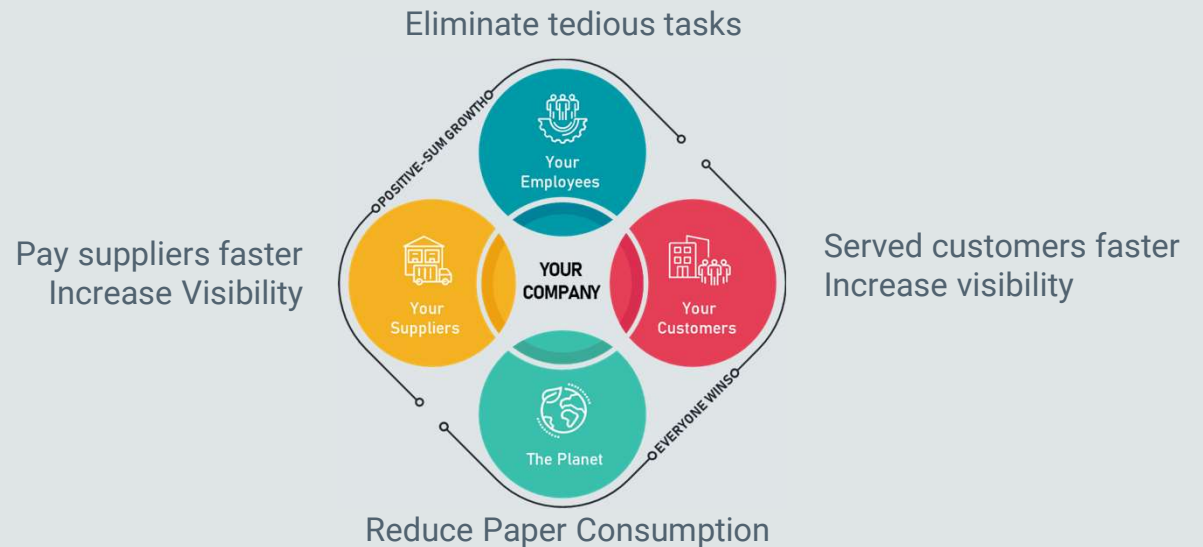 Eliminate tedious tasks
POSITIVE-SUM GROWTH
Your
Employees
Pay suppliers faster
Increase Visibility
Your
Suppliers
YOUR
COMPANY
Your
Customers
Served customers faster
Increase visibility
The Planet
EVERYONE WINS
Reduce Paper Consumption